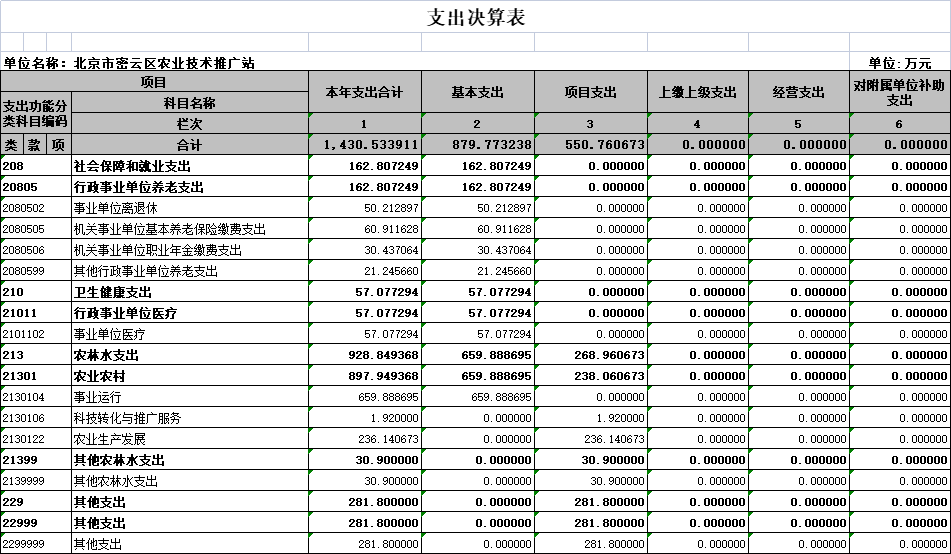 支出决算表
单位名称：北京市密云区农业技术推广站 单位:万元
项目 本年支出合计 基本支出 项目支出 上缴上级支出 经营支出 对附属单位补助支出
支出功能分类科目编码 科目名称
栏次 1 2 3 4 5 6
类 款 项 合计 1,430.533911 879.773238 550.760673 0.000000 0.000000 0.000000
208 社会保障和就业支出 162.807249 162.807249 0.000000 0.000000 0.000000 0.000000
20805 行政事业单位养老支出 162.807249 162.807249 0.000000 0.000000 0.000000 0.000000
2080502 事业单位离退休 50.212897 50.212897 0.000000 0.000000 0.000000 0.000000
2080505 机关事业单位基本养老保险缴费支出 60.911628 60.911628 0.000000 0.000000 0.000000 0.000000
2080506 机关事业单位职业年金缴费支出 30.437064 30.437064 0.000000 0.000000 0.000000 0.000000
2080599 其他行政事业单位养老支出 21.245660 21.245660 0.000000 0.000000 0.000000 0.000000
210 卫生健康支出 57.077294 57.077294 0.000000 0.000000 0.000000 0.000000
21011 行政事业单位医疗 57.077294 57.077294 0.000000 0.000000 0.000000 0.000000
2101102 事业单位医疗 57.077294 57.077294 0.000000 0.000000 0.000000 0.000000
213 农林水支出 928.849368 659.888695 268.960673 0.000000 0.000000 0.000000
21301 农业农村 897.949368 659.888695 238.060673 0.000000 0.000000 0.000000
2130104 事业运行 659.888695 659.888695 0.000000 0.000000 0.000000 0.000000
2130106 科技转化与推广服务 1.920000 0.000000 1.920000 0.000000 0.000000 0.000000
2130122 农业生产发展 236.140673 0.000000 236.140673 0.000000 0.000000 0.000000
21399 其他农林水支出 30.900000 0.000000 30.900000 0.000000 0.000000 0.000000
2139999 其他农林水支出 30.900000 0.000000 30.900000 0.000000 0.000000 0.000000
229 其他支出 281.800000 0.000000 281.800000 0.000000 0.000000 0.000000
22999 其他支出 281.800000 0.000000 281.800000 0.000000 0.000000 0.000000
2299999 其他支出 281.800000 0.000000 281.800000 0.000000 0.000000 0.000000